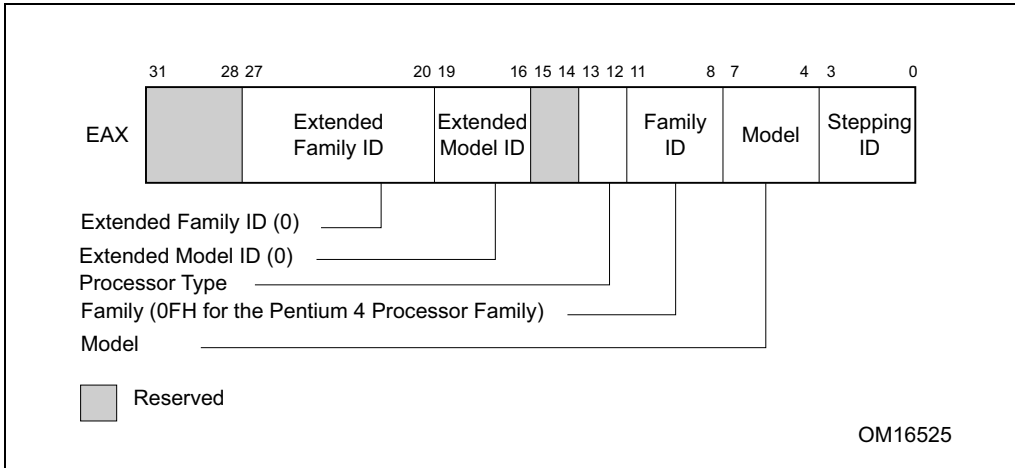 31 28 27 20 19 16 15 14 13 12 11 8 7 4 3 0
EAX
Extended
Family ID
Extended
Model ID
Family
ID
Model
Stepping
ID
Extended Family ID (0)
Extended Model ID (0)
Processor Type
Family (0FH for the Pentium 4 Processor Family)
Model
Reserved
OM16525